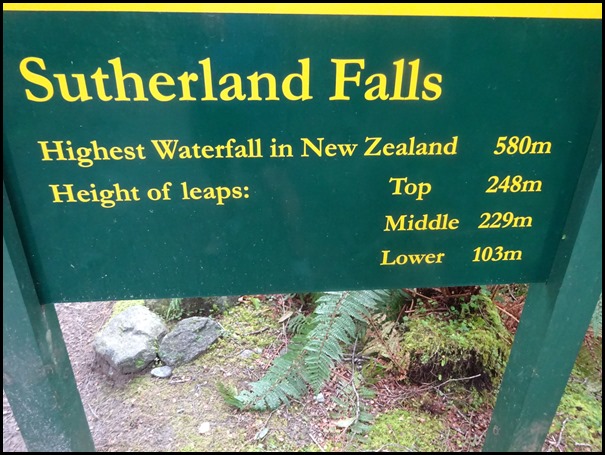 Sutherland Falls
Highest Waterfall in New Zealand 580m
Height of leaps: Top 248m
Middle 229m
Lower 103m